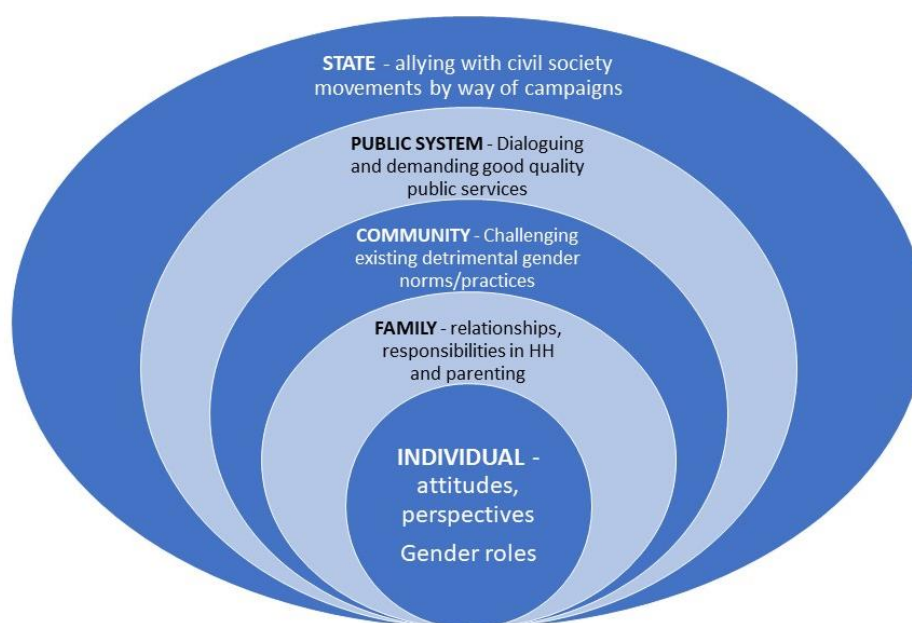 STATE - allying with civil society
movements by way of campaigns
PUBLIC SYSTEM - Dialoguing
and demanding good quality
public services
COMMUNITY - Challenging
existing detrimental gender
norms/practices
FAMILY - relationships,
responsibilities in HH
and parenting
INDIVIDUAL -
attitudes,
perspectives
Gender roles